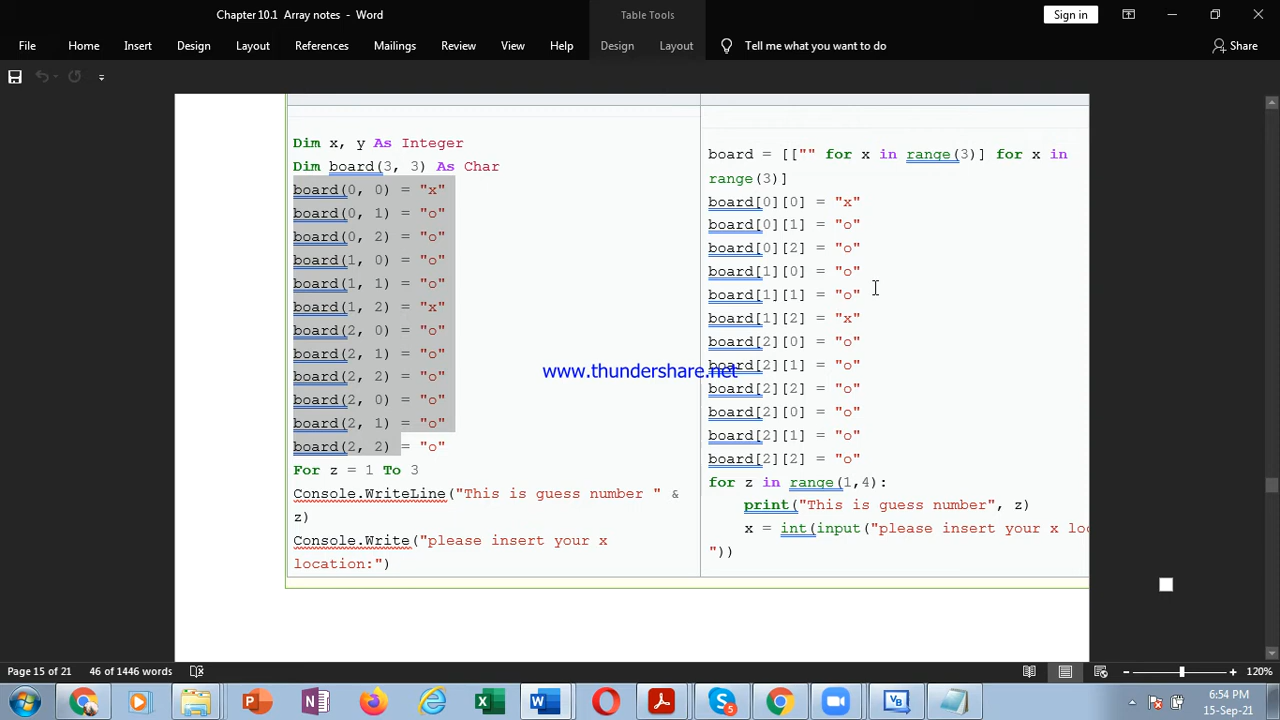 Chapter 10.1 Array notes - Word
Table Tools
Sign in
File
Home
Insert
Design
Layout
References
Mailings
Review
View
Help
Design
Layout
Tell me what you want to do
Share
Dim x, y As Integer
Dim board(3, 3) As Char
board(0, 0) = "x"
board(0, 1) = "o"
board(0, 2) = "o"
board(1, 0) = "o"
board(1, 1) = "o"
board(1, 2) = "x"
board(2, 0) = "o"
board(2, 1) = "o"
board(2, 2) = "o"
board(2, 0) = "o"
board(2, 1) = "o"
board(2, 2) = "o"
For z = 1 To 3
Console.WriteLine("This is guess number " &
z)
Console.Write("please insert your x
location:")
board = [["" for x in range(3)] for x in
range(3)]
board[0][0] = "x"
board[0][1] = "o"
board[0][2] = "o"
board[1][0] = "o"
board[1][1] = "o"
board[1][2] = "x"
board[2][0] = "o"
board[2][1] = "o"
board[2][2] = "o"
board[2][0] = "o"
board[2][1] = "o"
board[2][2] = "o"
for z in range(1,4):
print("This is guess number", z)
x = int(input("please insert your x loc
"))
www.thundershare.net
Page 15 of 21
46 of 1446 words
120%
6:54 PM
15-Sep-21